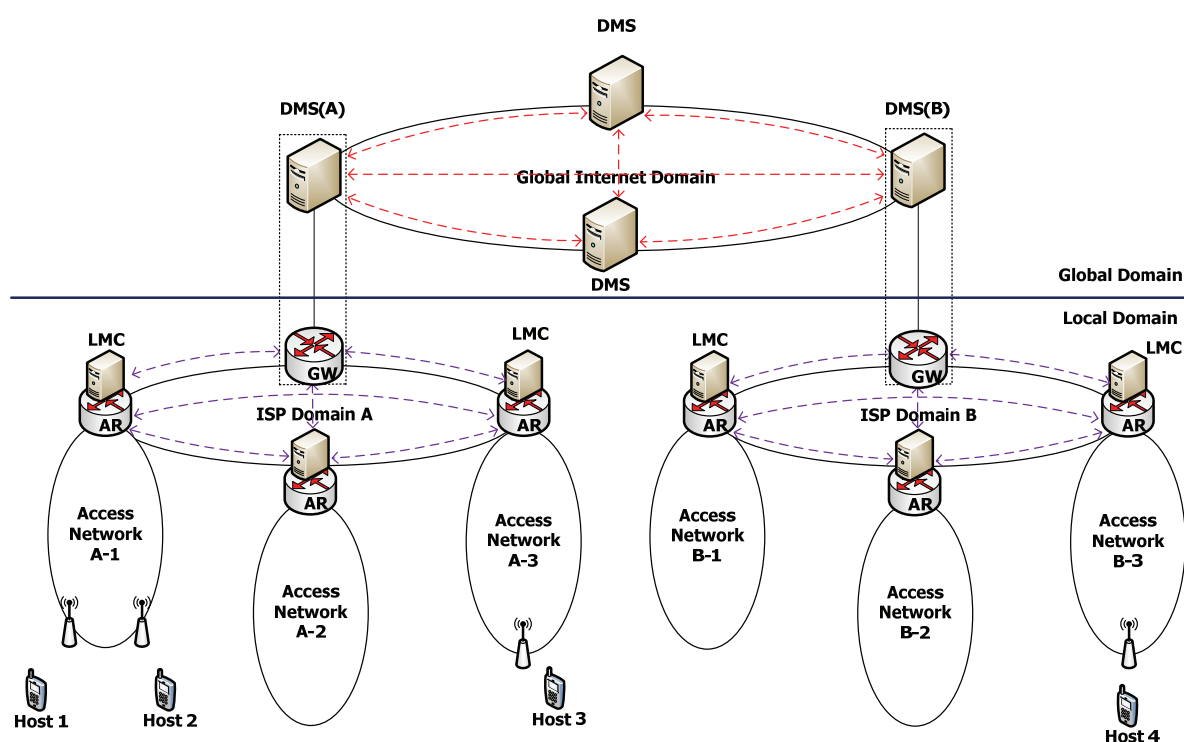 DMS
DMS(A)
DMS(B)
Global Internet Domain
DMS
Global Domain
Local Domain
LMC
LMC
LMC
LMC
GW
GW
ISP Domain A
ISP Domain B
AR
AR
AR
AR
AR
AR
Access
Network
A-1
Access
Network
A-2
Access
Network
A-3
Access
Network
B-1
Access
Network
B-2
Access
Network
B-3
Host 1
Host 2
Host 3
Host 4